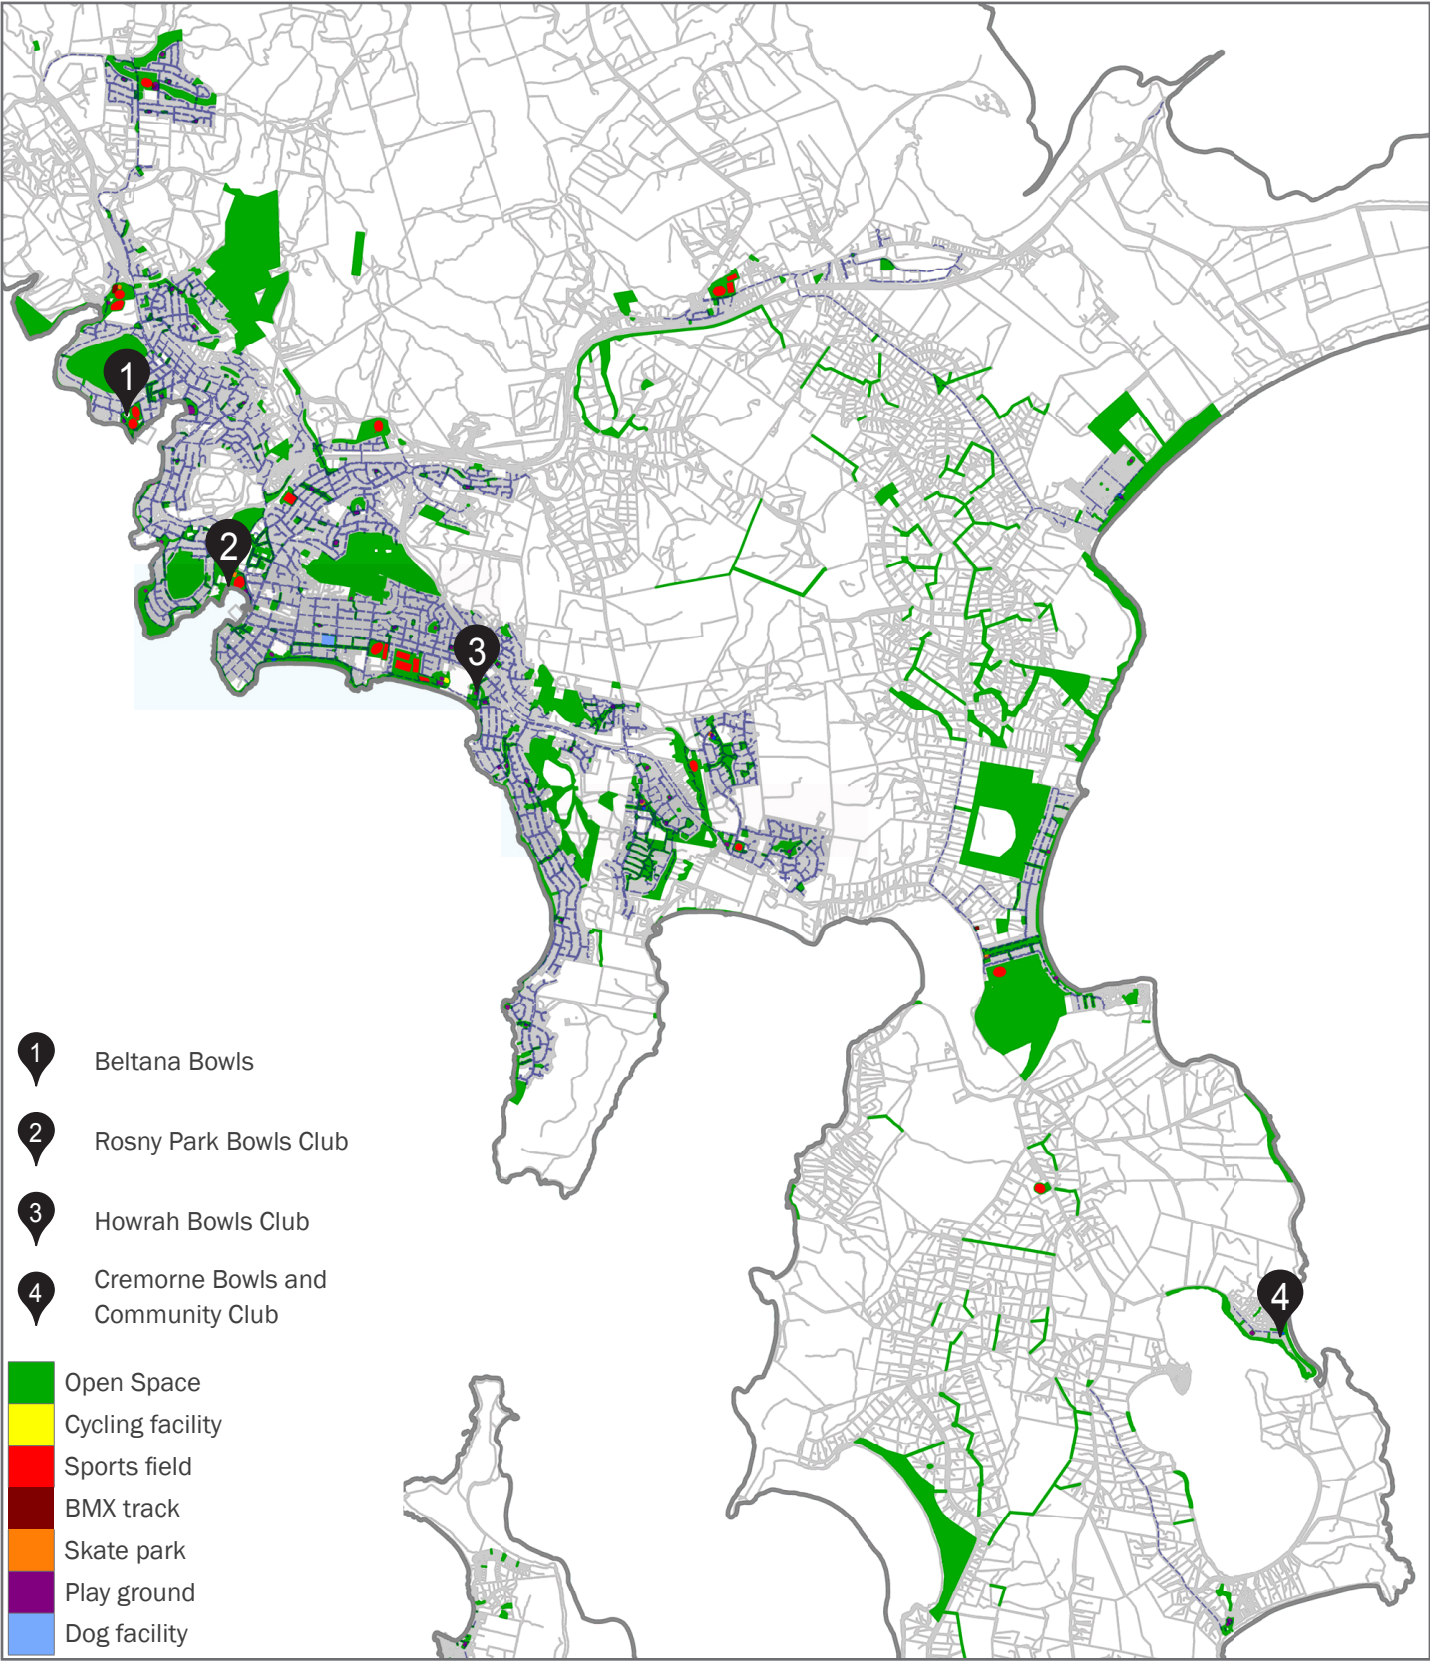 1
2
3
4
1
Beltana Bowls
2
Rosny Park Bowls Club
3
Howrah Bowls Club
4
Cremorne Bowls and
Community Club
Open Space
Cycling facility
Sports field
BMX track
Skate park
Play ground
Dog facility